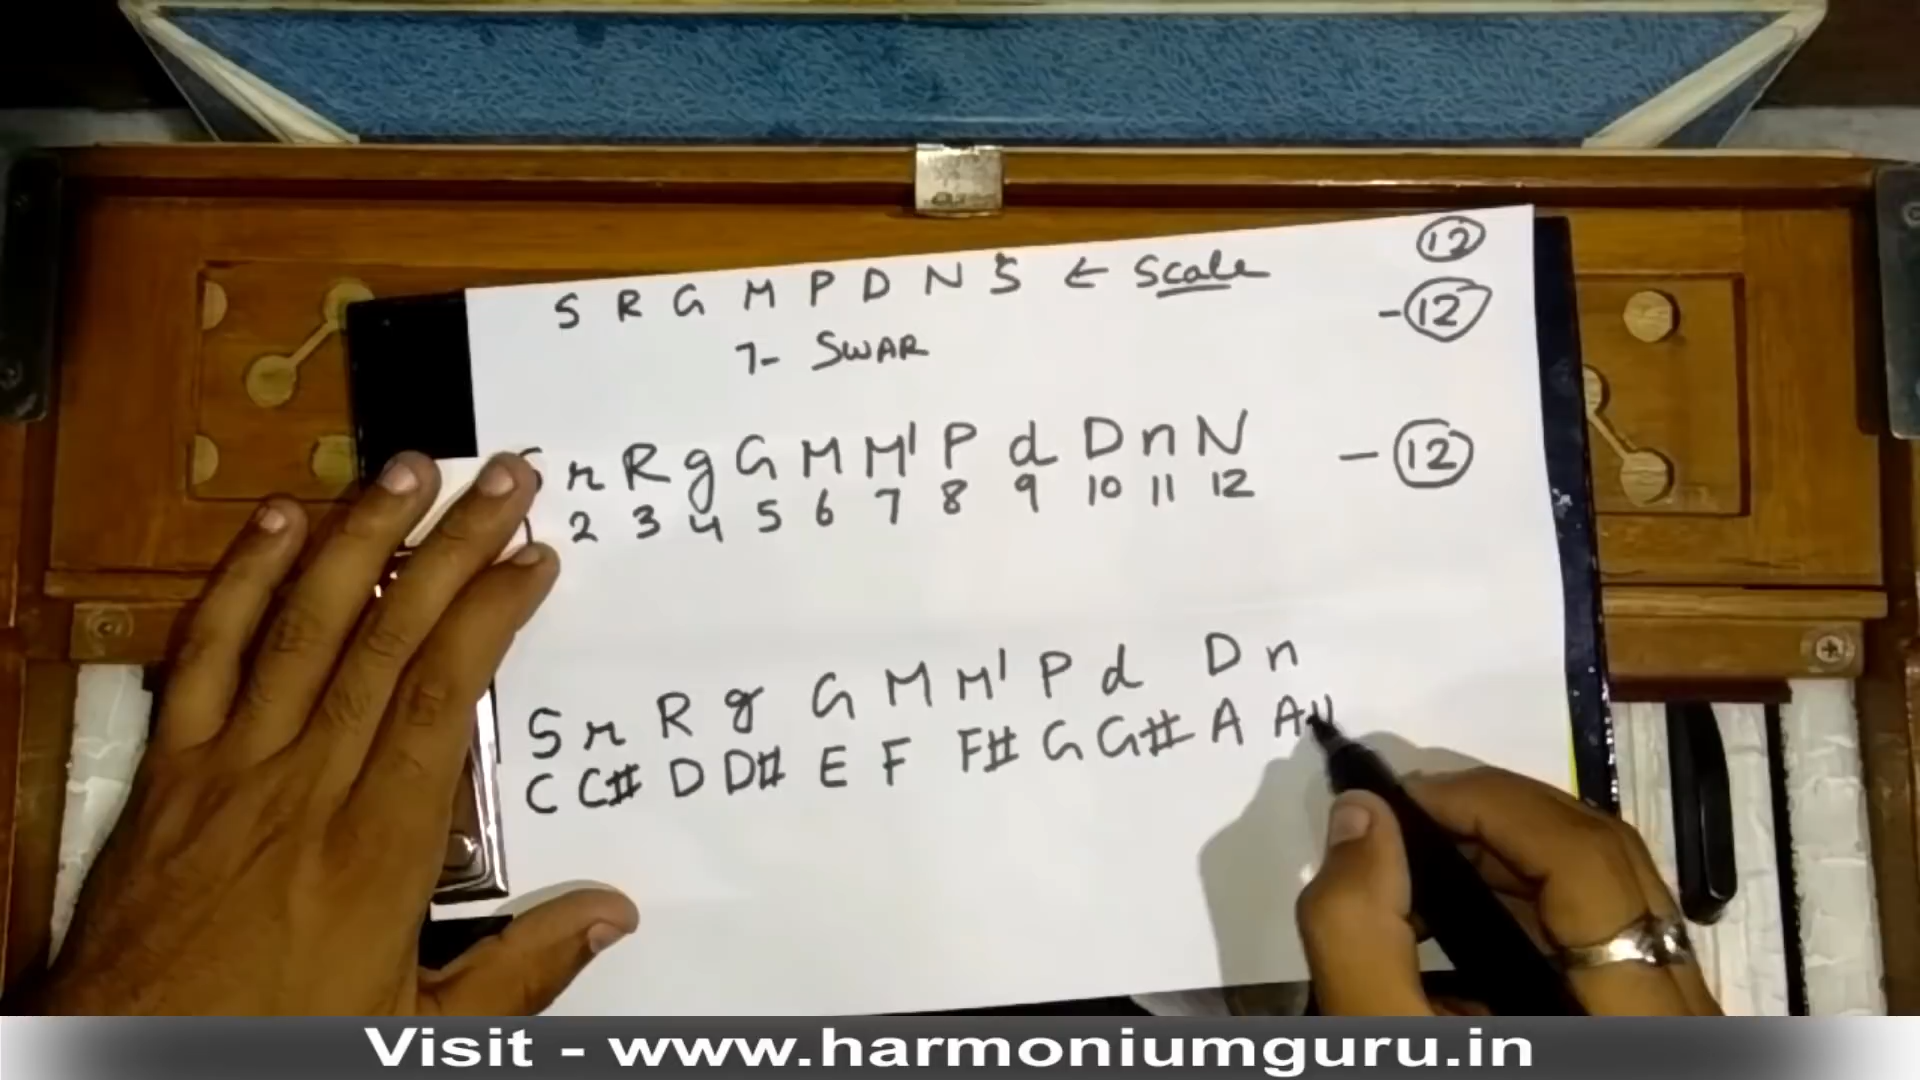 12
S R G M P D N Ṡ ← Scale
-12
7- SWAR
S r R g G M M' P d D n N - 12
1 2 3 4 5 6 7 8 9 10 11 12
S r R g G M M' P d D n
C C# D D# E F F# G G# A A#
Visit - www.harmoniumguru.in